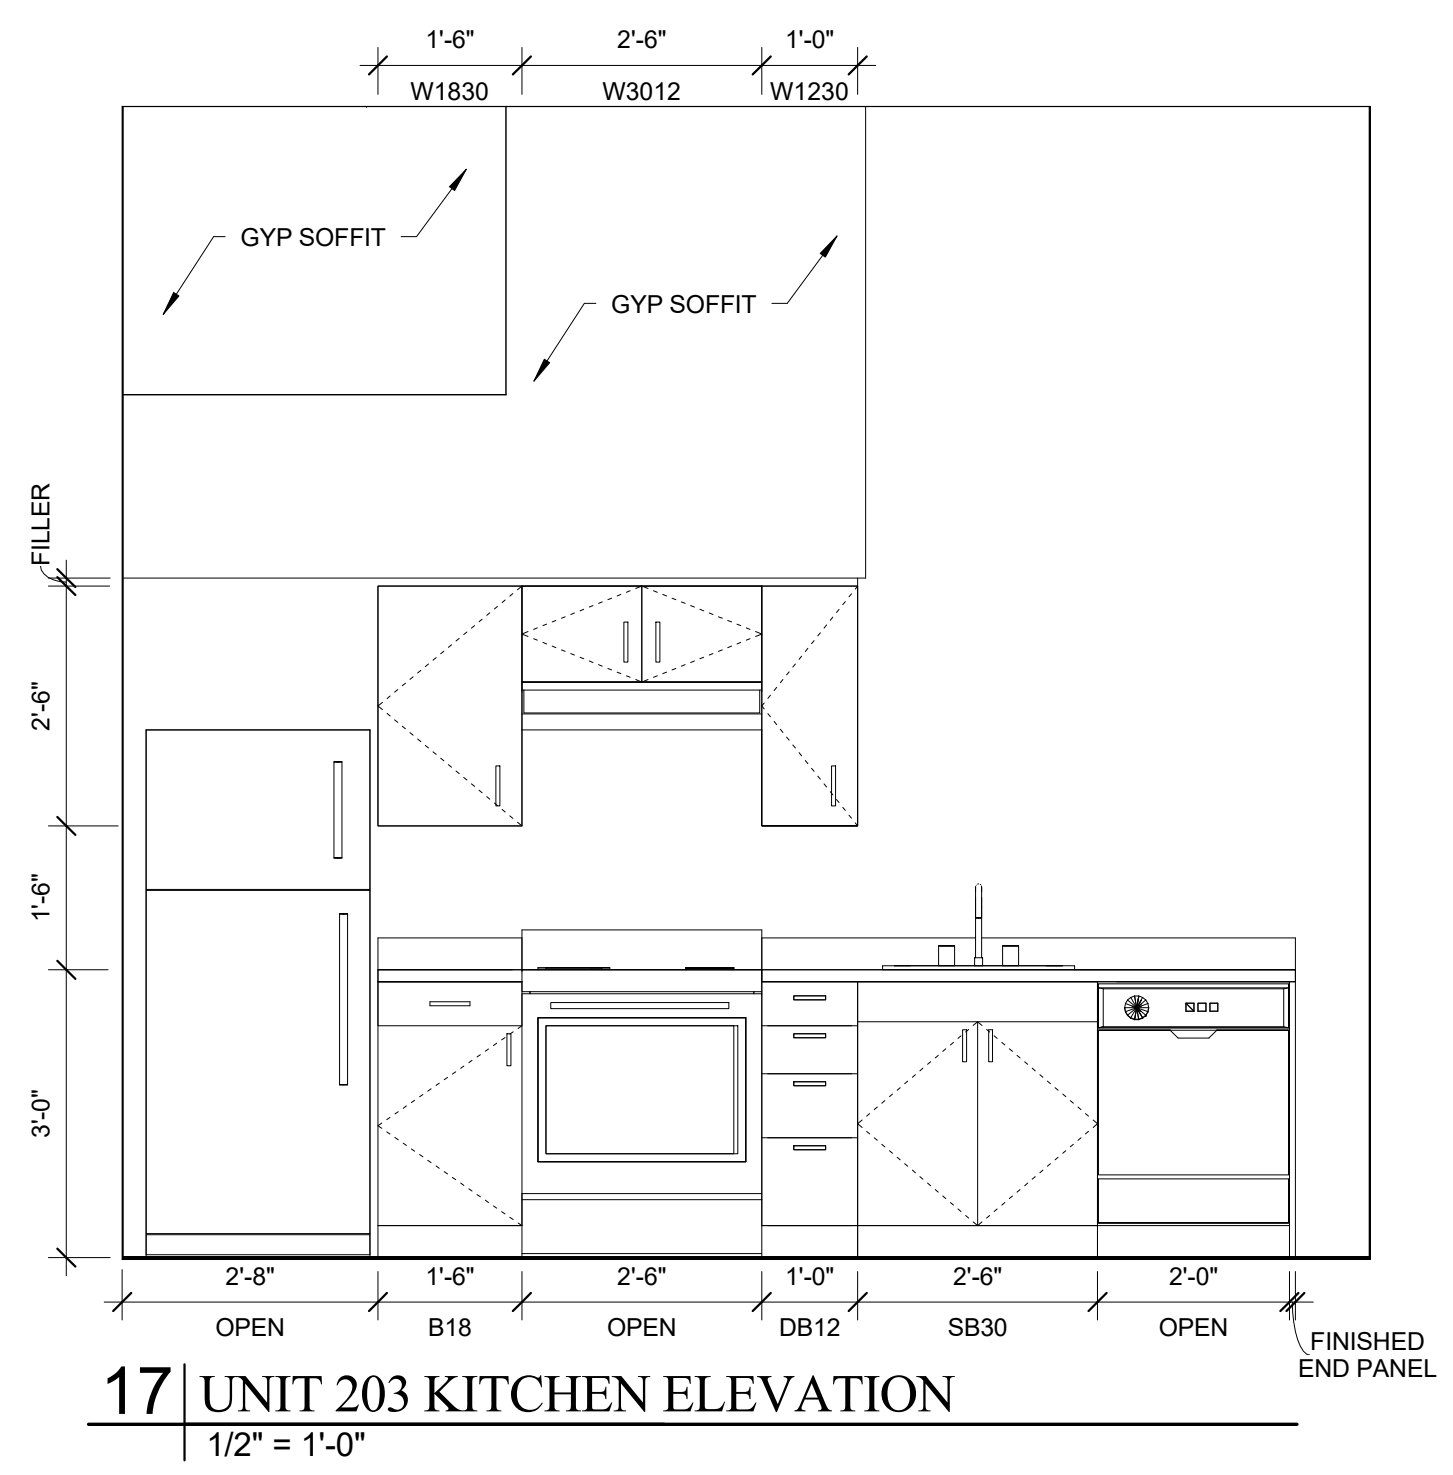 1'-6" 2'-6" 1'-0"
W1830 W3012 W1230
GYP SOFFIT
GYP SOFFIT
FILLER
2'-6"
1'-6"
3'-0"
2'-8" 1'-6" 2'-6" 1'-0" 2'-6" 2'-0"
OPEN B18 OPEN DB12 SB30 OPEN
FINISHED
END PANEL
17 UNIT 203 KITCHEN ELEVATION
1/2" = 1'-0"